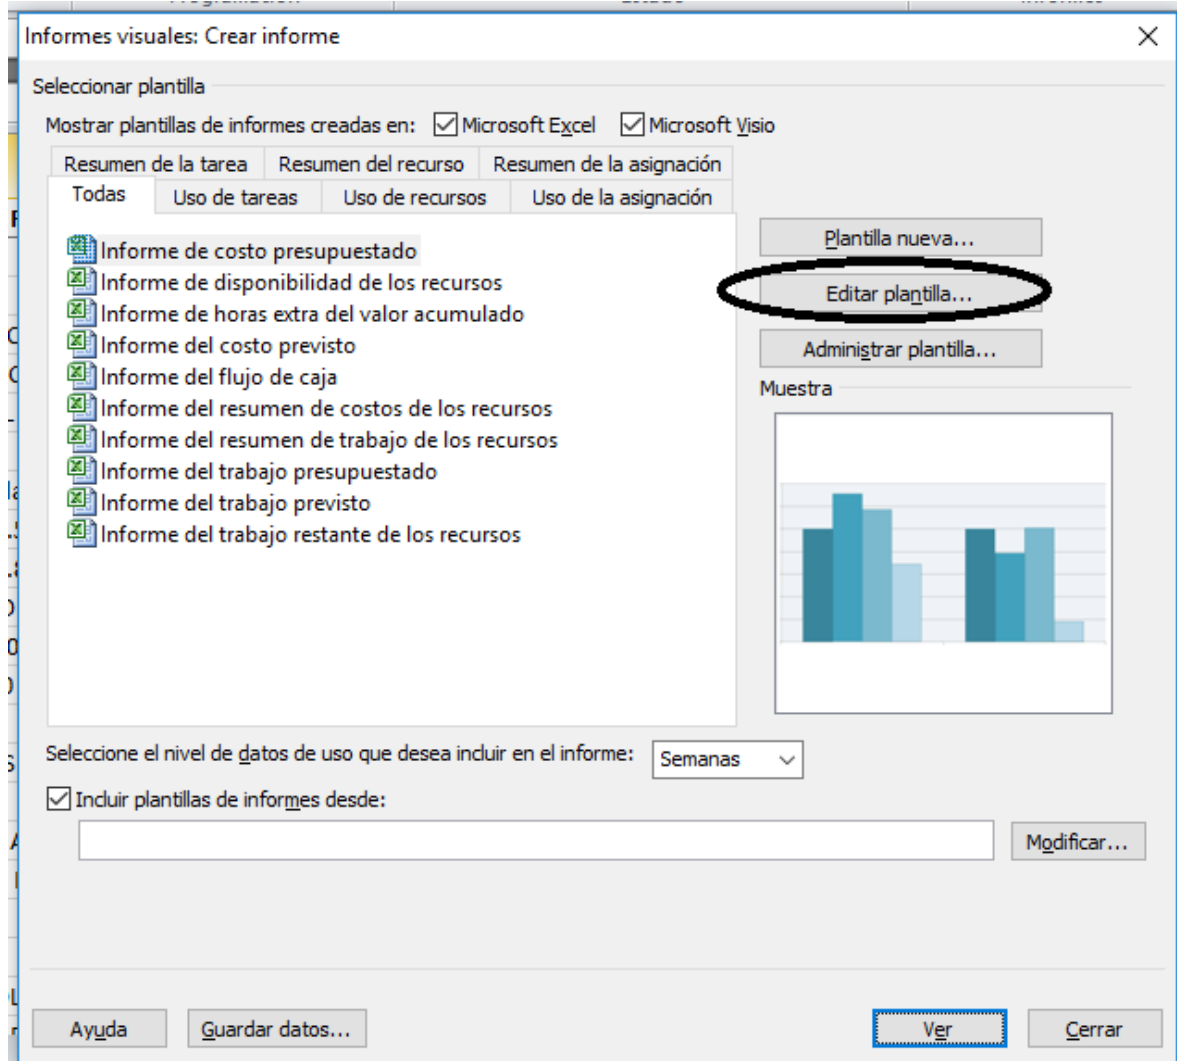 Informes visuales: Crear informe
Seleccionar plantilla
Mostrar plantillas de informes creadas en: Microsoft Excel Microsoft Visio
Resumen de la tarea Resumen del recurso Resumen de la asignación
Todas Uso de tareas Uso de recursos Uso de la asignación
Informe de costo presupuestado
Informe de disponibilidad de los recursos
Informe de horas extra del valor acumulado
Informe del costo previsto
Informe del flujo de caja
Informe del resumen de costos de los recursos
Informe del resumen de trabajo de los recursos
Informe del trabajo presupuestado
Informe del trabajo previsto
Informe del trabajo restante de los recursos
Plantilla nueva...
Editar plantilla...
Administrar plantilla...
Muestra
Seleccione el nivel de datos de uso que desea incluir en el informe: Semanas
Incluir plantillas de informes desde:
Modificar...
Ayuda Guardar datos... Ver Cerrar